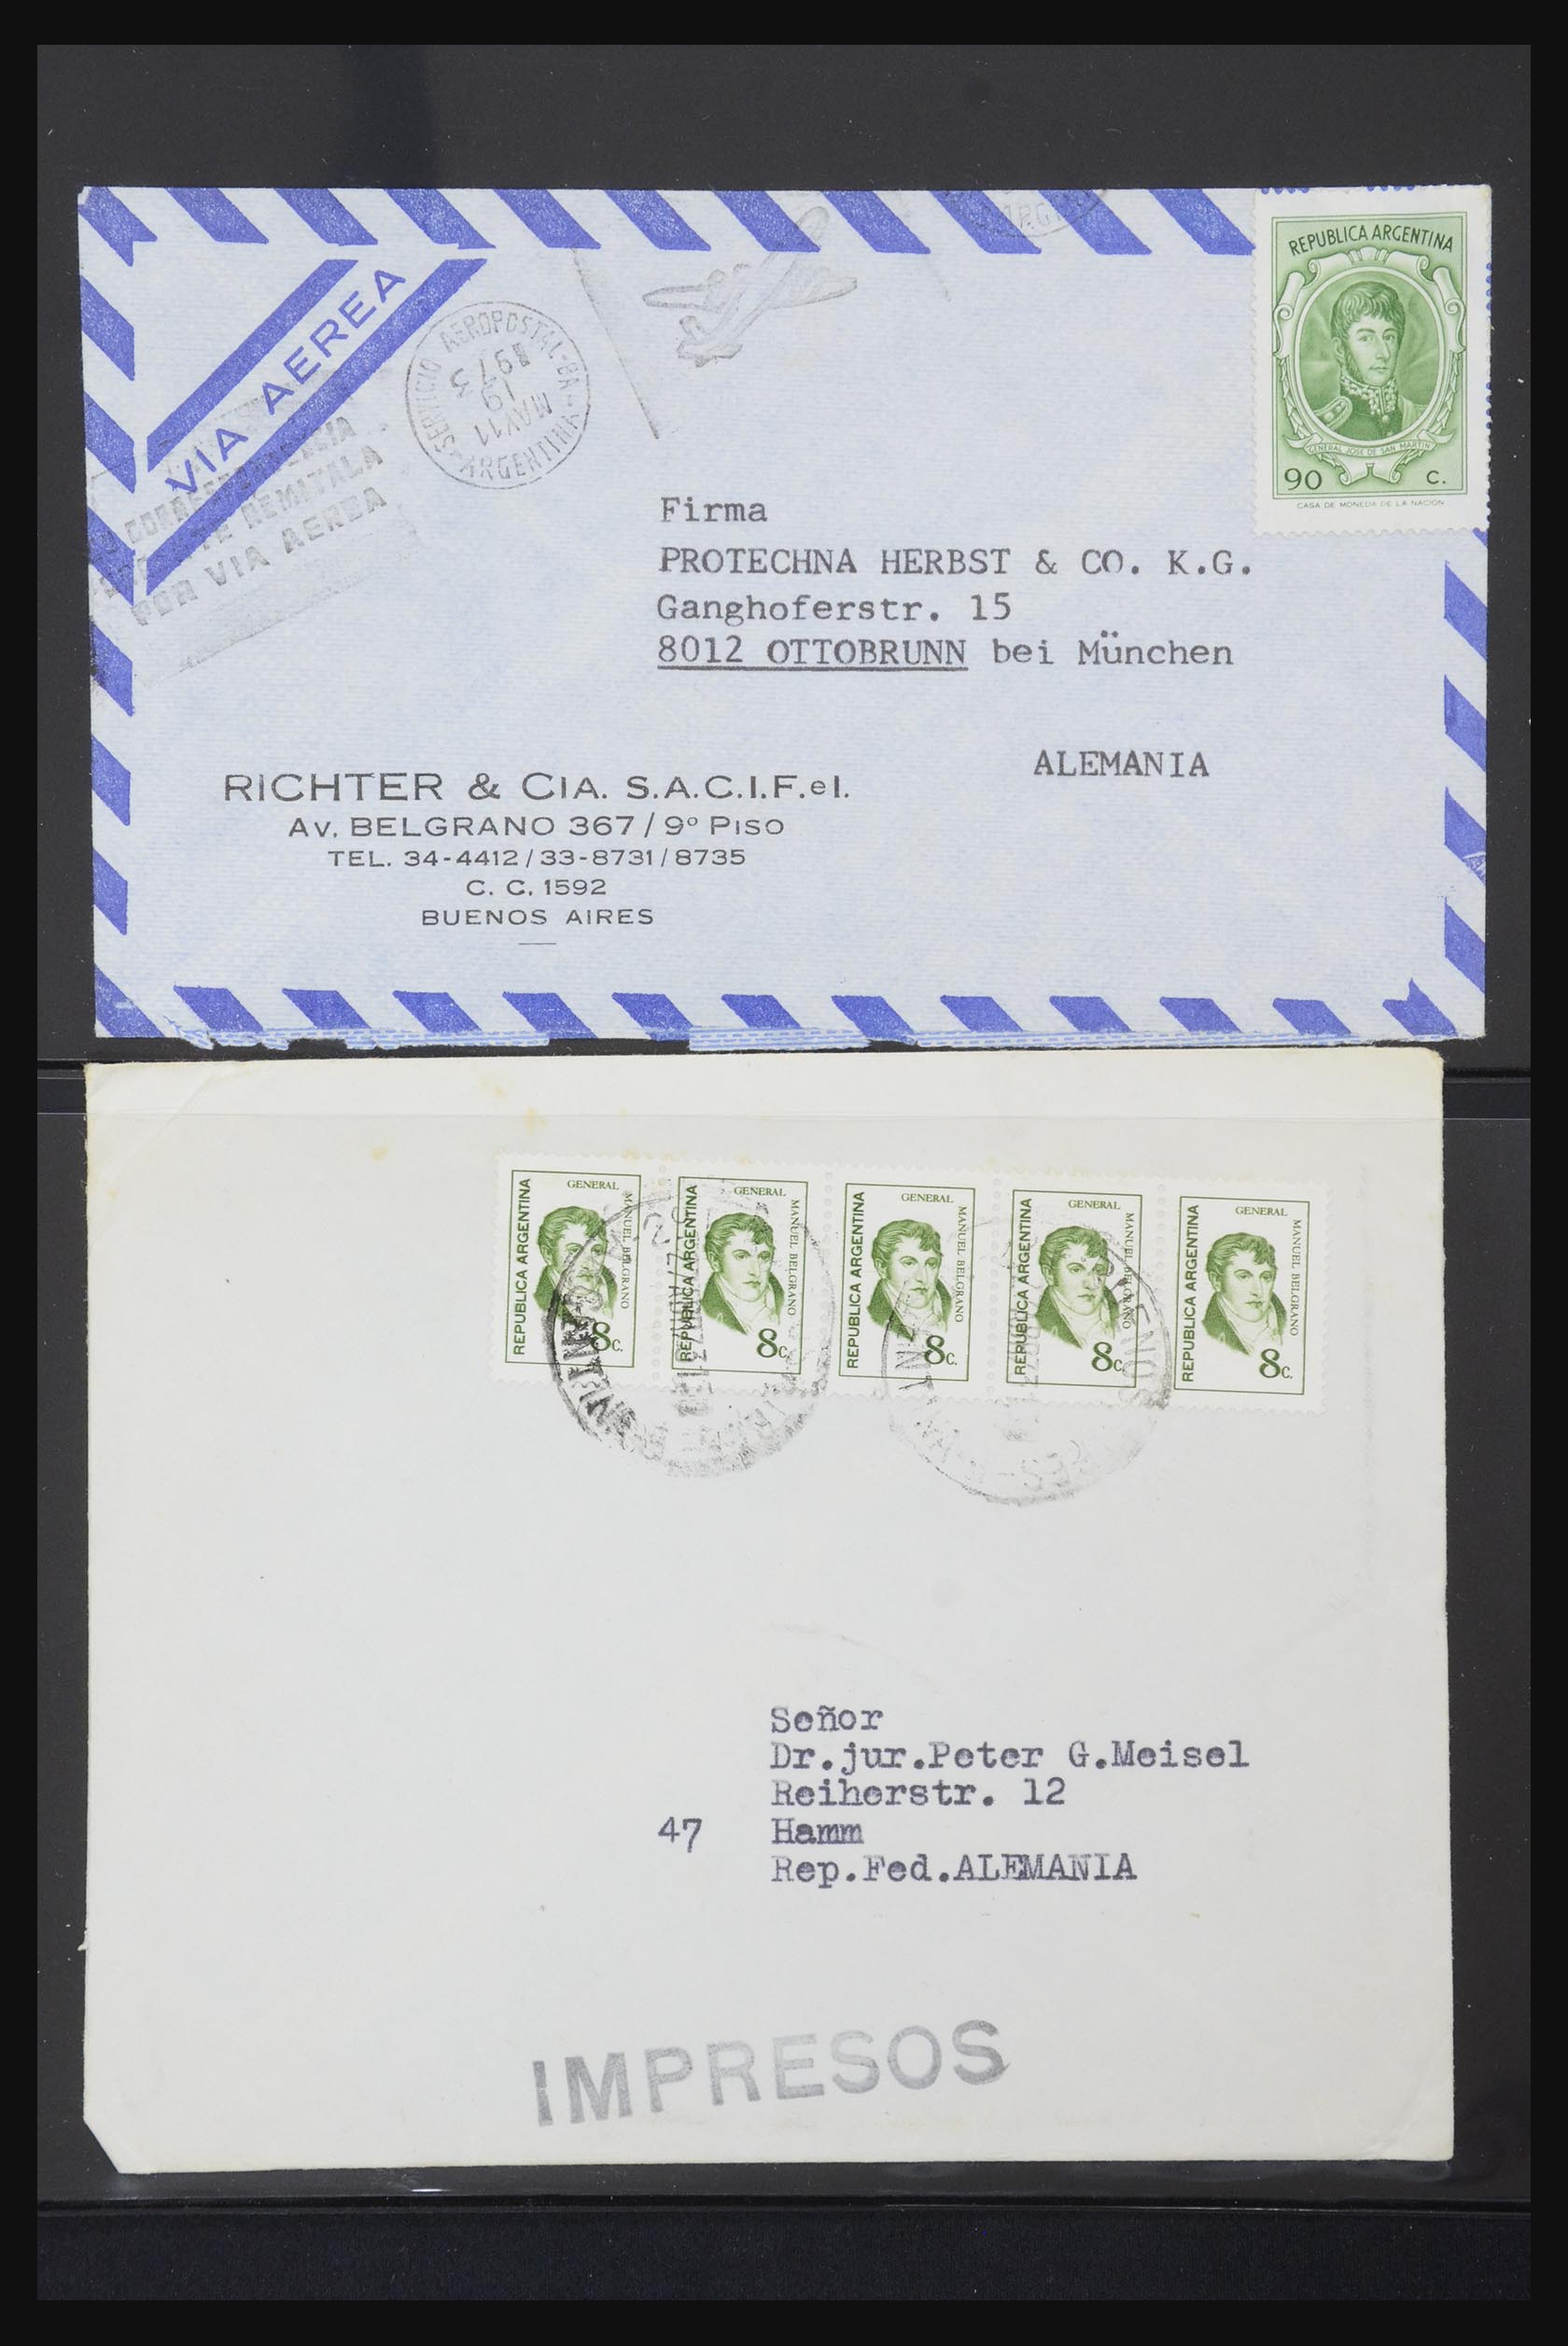 VIA AEREA
SERVICIO AEROPOSTAL-BA-
MAY 11
19
1973
ARGENTINA
REMITALA
POR VIA AEREA
REPUBLICA ARGENTINA
GENERAL JOSE DE SAN MARTIN
90 C.
CASA DE MONEDA DE LA NACION
Firma
PROTECHNA HERBST & CO. K.G.
Ganghoferstr. 15
8012 OTTOBRUNN bei München
ALEMANIA
RICHTER & CIA. S.A.C.I.F.eI.
AV. BELGRANO 367 / 9º PISO
TEL. 34-4412 / 33-8731 / 8735
C. C. 1592
BUENOS AIRES
REPUBLICA ARGENTINA
GENERAL
MANUEL BELGRANO
8c.
REPUBLICA ARGENTINA
GENERAL
MANUEL BELGRANO
8c.
REPUBLICA ARGENTINA
GENERAL
MANUEL BELGRANO
8c.
REPUBLICA ARGENTINA
GENERAL
MANUEL BELGRANO
8c.
REPUBLICA ARGENTINA
GENERAL
MANUEL BELGRANO
8c.
Señor
Dr.jur.Peter G.Meisel
Reiherstr. 12
47 Hamm
Rep.Fed.ALEMANIA
IMPRESOS